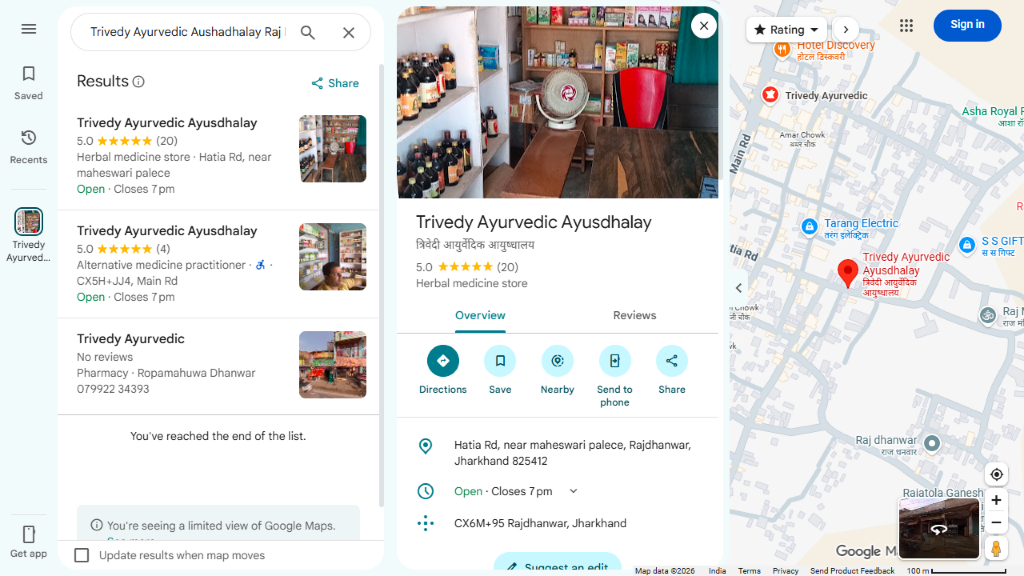 Saved
Recents
Trivedy
Ayurved...
Get app
Trivedy Ayurvedic Aushadhalay Raj
Results
Share
Trivedy Ayurvedic Ayusdhalay
5.0 (20)
Herbal medicine store · Hatia Rd, near
maheswari palece
Open · Closes 7 pm
Trivedy Ayurvedic Ayusdhalay
5.0 (4)
Alternative medicine practitioner ·  ·
CX5H+JJ4, Main Rd
Open · Closes 7 pm
Trivedy Ayurvedic
No reviews
Pharmacy · Ropamahuwa Dhanwar
079922 34393
You've reached the end of the list.
You're seeing a limited view of Google Maps.
Update results when map moves
Trivedy Ayurvedic Ayusdhalay
त्रिवेदी आयुर्वेदिक आयुष्धालाय
5.0 (20)
Herbal medicine store
Overview
Reviews
Directions
Save
Nearby
Send to
phone
Share
Hatia Rd, near maheswari palece, Rajdhanwar,
Jharkhand 825412
Open · Closes 7 pm
CX6M+95 Rajdhanwar, Jharkhand
Suggest an edit
Rating
Sign in
Hotel Discovery
होटल डिस्कवरी
Trivedy Ayurvedic
Asha Royal
Amar Chowk
अमर चौक
Main Rd
Tarang Electric
तरंग इलेक्ट्रिक
S S GIFT
स स गिफ्ट
tia Rd
Trivedy Ayurvedic
Ayusdhalay
त्रिवेदी आयुर्वेदिक
आयुष्धालाय
Raj
Raj dhanwar
राज धनवार
Rajatola Ganesh
Google
Map data ©2026
India
Terms
Privacy
Send Product Feedback
100 m